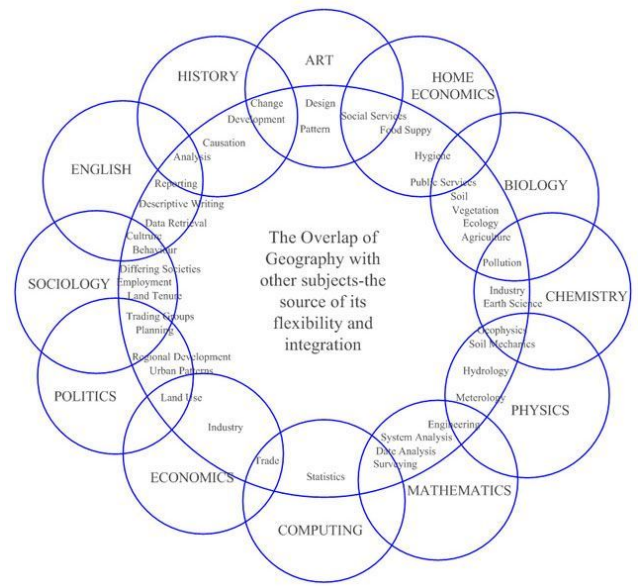 ART
HISTORY
HOME
ECONOMICS
Change
Development
Design
Pattern
Social Services
Food Suppy
Causation
Analysis
Hygiene
ENGLISH
Reporting
Public Services
BIOLOGY
Soil
Descriptive Writing
Vegetation
Data Retrieval
Ecology
Culture
Agriculture
Behaviour
The Overlap of
Geography with
other subjects-the
source of its
flexibility and
integration
Pollution
SOCIOLOGY
Differing Societies
Employment
Land Tenure
Industry
Earth Science
CHEMISTRY
Trading Groups
Planning
Geophysics
Soil Mechanics
Regional Development
Urban Patterns
Hydrology
POLITICS
Land Use
Meterology
PHYSICS
Industry
Engineering
System Analysis
Date Analysis
Surveying
Trade
ECONOMICS
Statistics
MATHEMATICS
COMPUTING